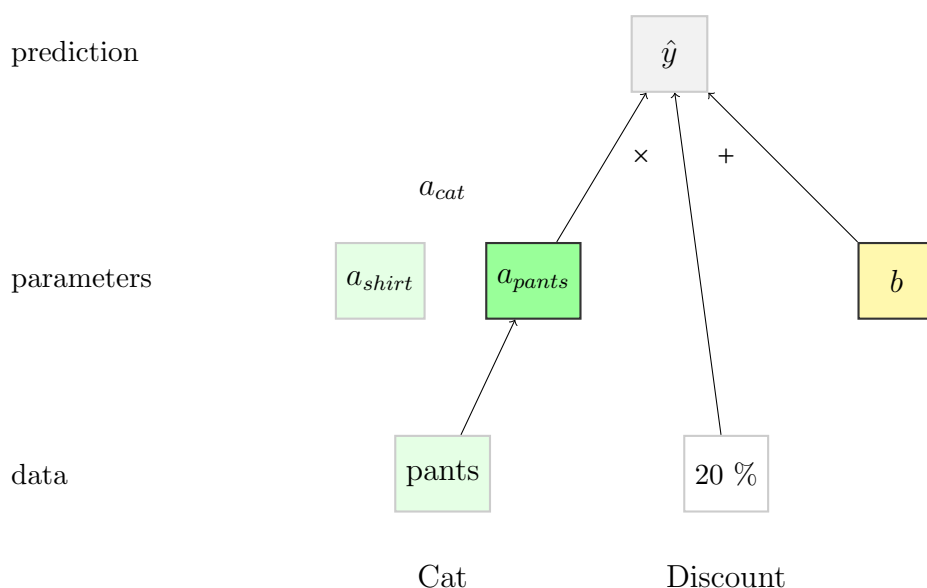 prediction
ŷ
× +
a_cat
parameters
a_shirt a_pants b
data
pants 20 %
Cat Discount